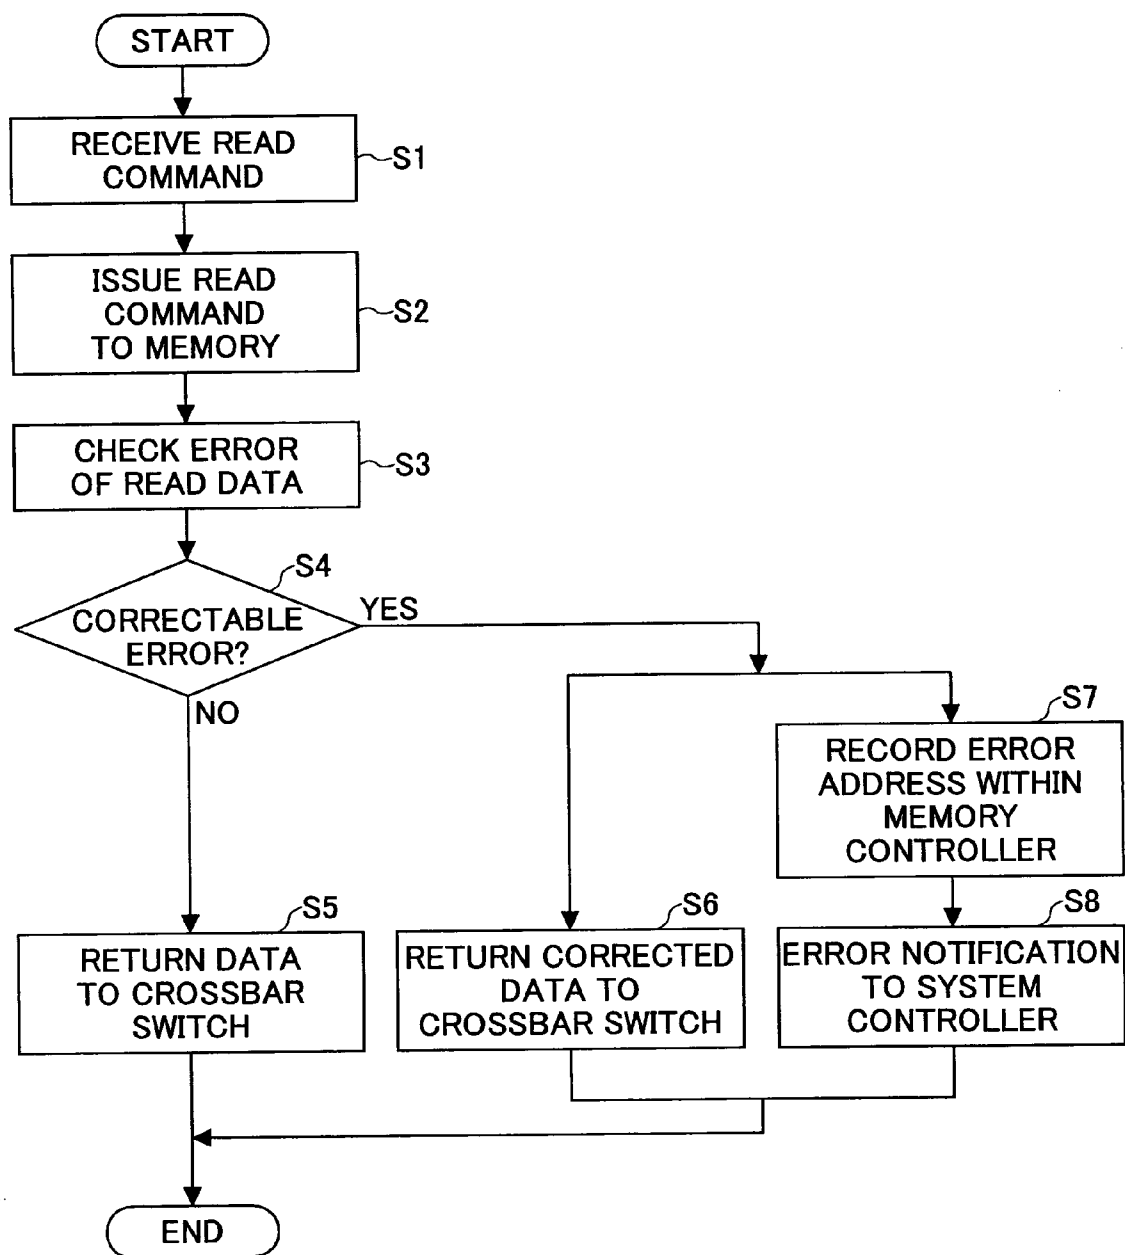 START
RECEIVE READ
COMMAND
S1
ISSUE READ
COMMAND
TO MEMORY
S2
CHECK ERROR
OF READ DATA
S3
S4
CORRECTABLE
ERROR?
YES
NO
S7
RECORD ERROR
ADDRESS WITHIN
MEMORY
CONTROLLER
S5
RETURN DATA
TO CROSSBAR
SWITCH
S6
RETURN CORRECTED
DATA TO
CROSSBAR SWITCH
S8
ERROR NOTIFICATION
TO SYSTEM
CONTROLLER
END